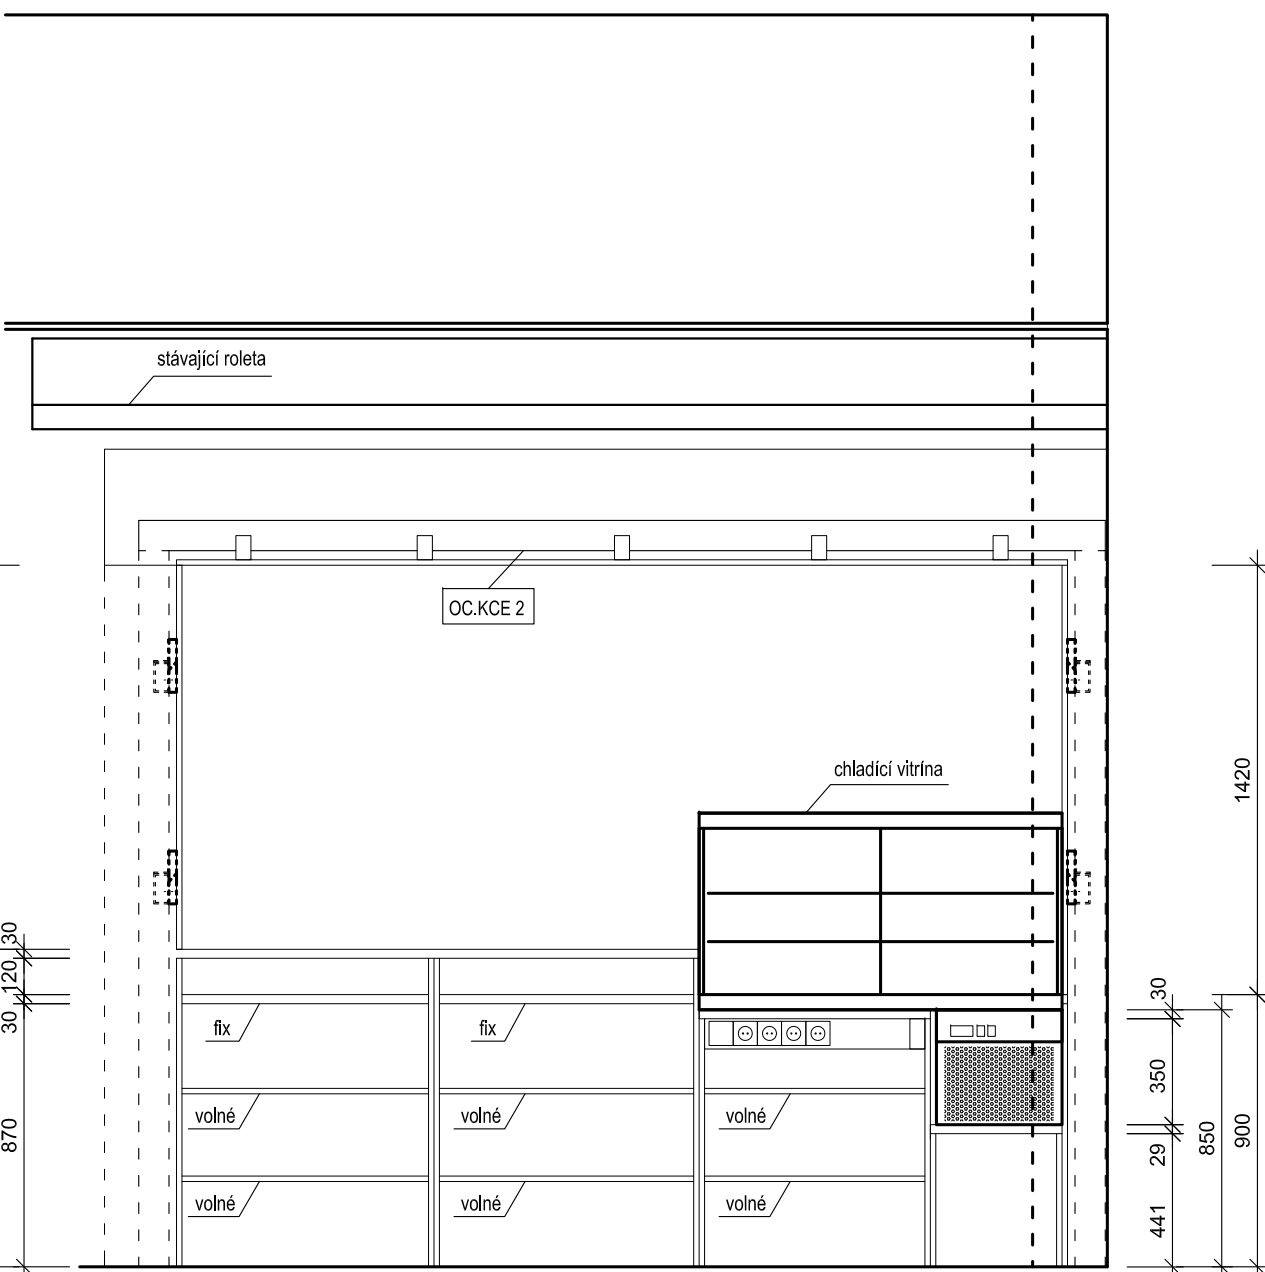 stávající roleta
OC.KCE 2
chladící vitrína
1420
30
120
30
870
fix
fix
volné
volné
volné
volné
volné
volné
30
350
29
441
850
900